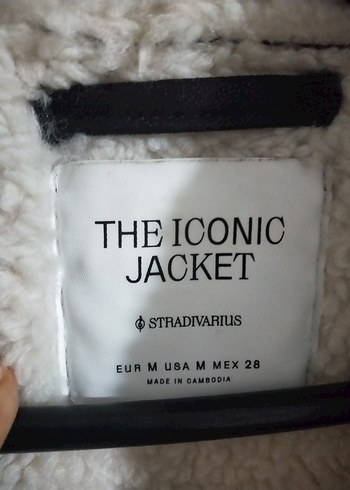 THE ICONIC
JACKET
STRADIVARIUS
EUR M USA M MEX 28
MADE IN CAMBODIA